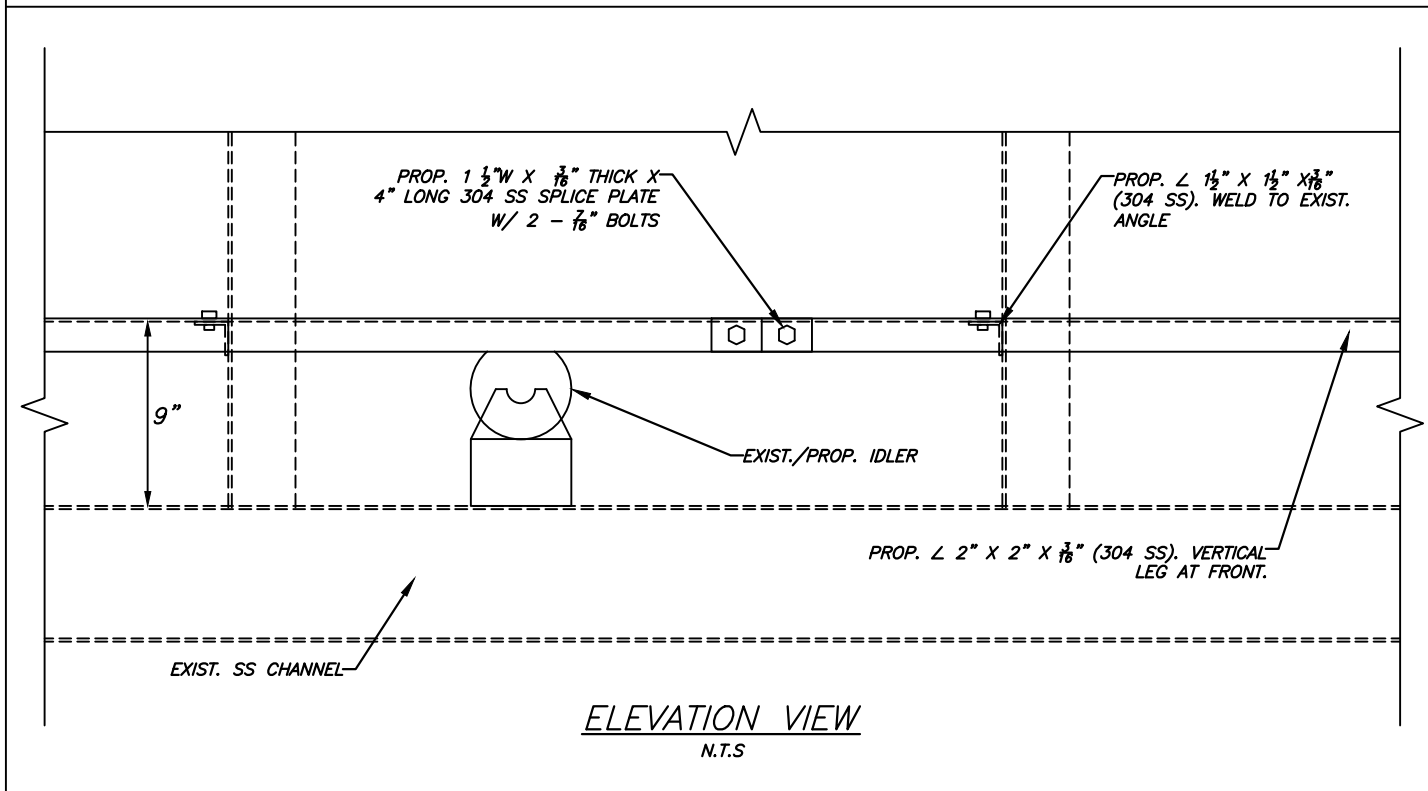 PROP. 1 1/2"W X 3/16" THICK X
4" LONG 304 SS SPLICE PLATE
W/ 2 - 7/16" BOLTS
PROP. ∠ 1 1/2" X 1 1/2" X 3/16"
(304 SS). WELD TO EXIST.
ANGLE
9"
EXIST./PROP. IDLER
PROP. ∠ 2" X 2" X 3/16" (304 SS). VERTICAL
LEG AT FRONT.
EXIST. SS CHANNEL
ELEVATION VIEW
N.T.S